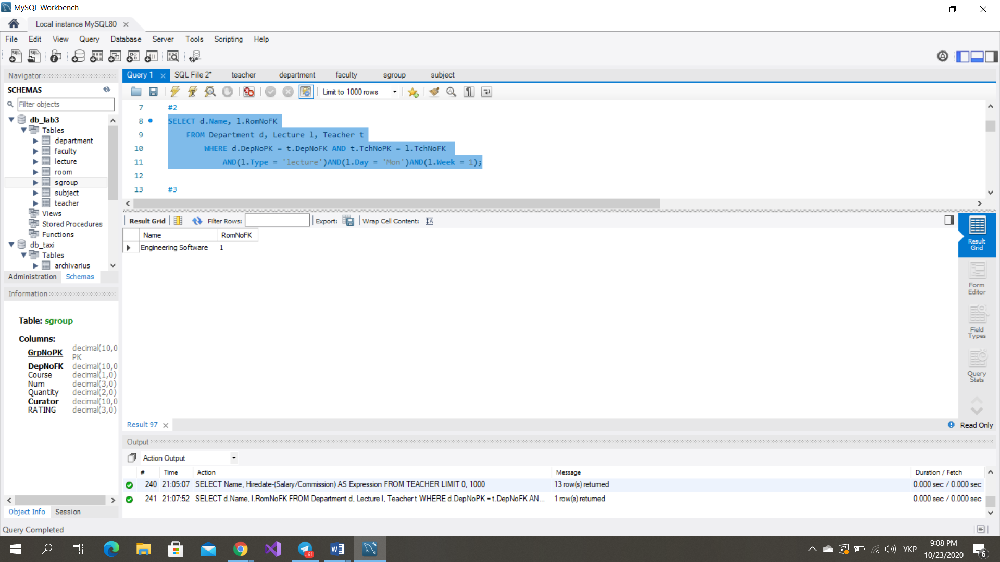 MySQL Workbench
Local instance MySQL80
File Edit View Query Database Server Tools Scripting Help
Navigator
SCHEMAS
Filter objects
db_lab3
Tables
department
faculty
lecture
room
sgroup
subject
teacher
Views
Stored Procedures
Functions
db_taxi
Tables
archivarius
Administration Schemas
Information
Table: sgroup
Columns:
GrpNoPK decimal(10,0
PK
DepNoFK decimal(10,0
Course decimal(1,0)
Num decimal(3,0)
Quantity decimal(2,0)
Curator decimal(10,0
RATING decimal(3,0)
Object Info Session
Query Completed
Query 1 SQL File 2* teacher department faculty sgroup subject
Limit to 1000 rows
7 #2
8 SELECT d.Name, l.RomNoFK
9 FROM Department d, Lecture l, Teacher t
10 WHERE d.DepNoPK = t.DepNoFK AND t.TchNoPK = l.TchNoFK
11 AND(l.Type = 'lecture')AND(l.Day = 'Mon')AND(l.Week = 1);
12
13 #3
Result Grid Filter Rows: Export: Wrap Cell Content:
Name RomNoFK
Engineering Software 1
Result
Grid
Form
Editor
Field
Types
Query
Stats
Result 97 Read Only
Output
Action Output
# Time Action Message Duration / Fetch
240 21:05:07 SELECT Name, Hiredate-(Salary/Commission) AS Expression FROM TEACHER LIMIT 0, 1000 13 row(s) returned 0.000 sec / 0.000 sec
241 21:07:52 SELECT d.Name, l.RomNoFK FROM Department d, Lecture l, Teacher t WHERE d.DepNoPK = t.DepNoFK AN... 1 row(s) returned 0.000 sec / 0.000 sec
УКР
9:08 PM
10/23/2020
6
..61